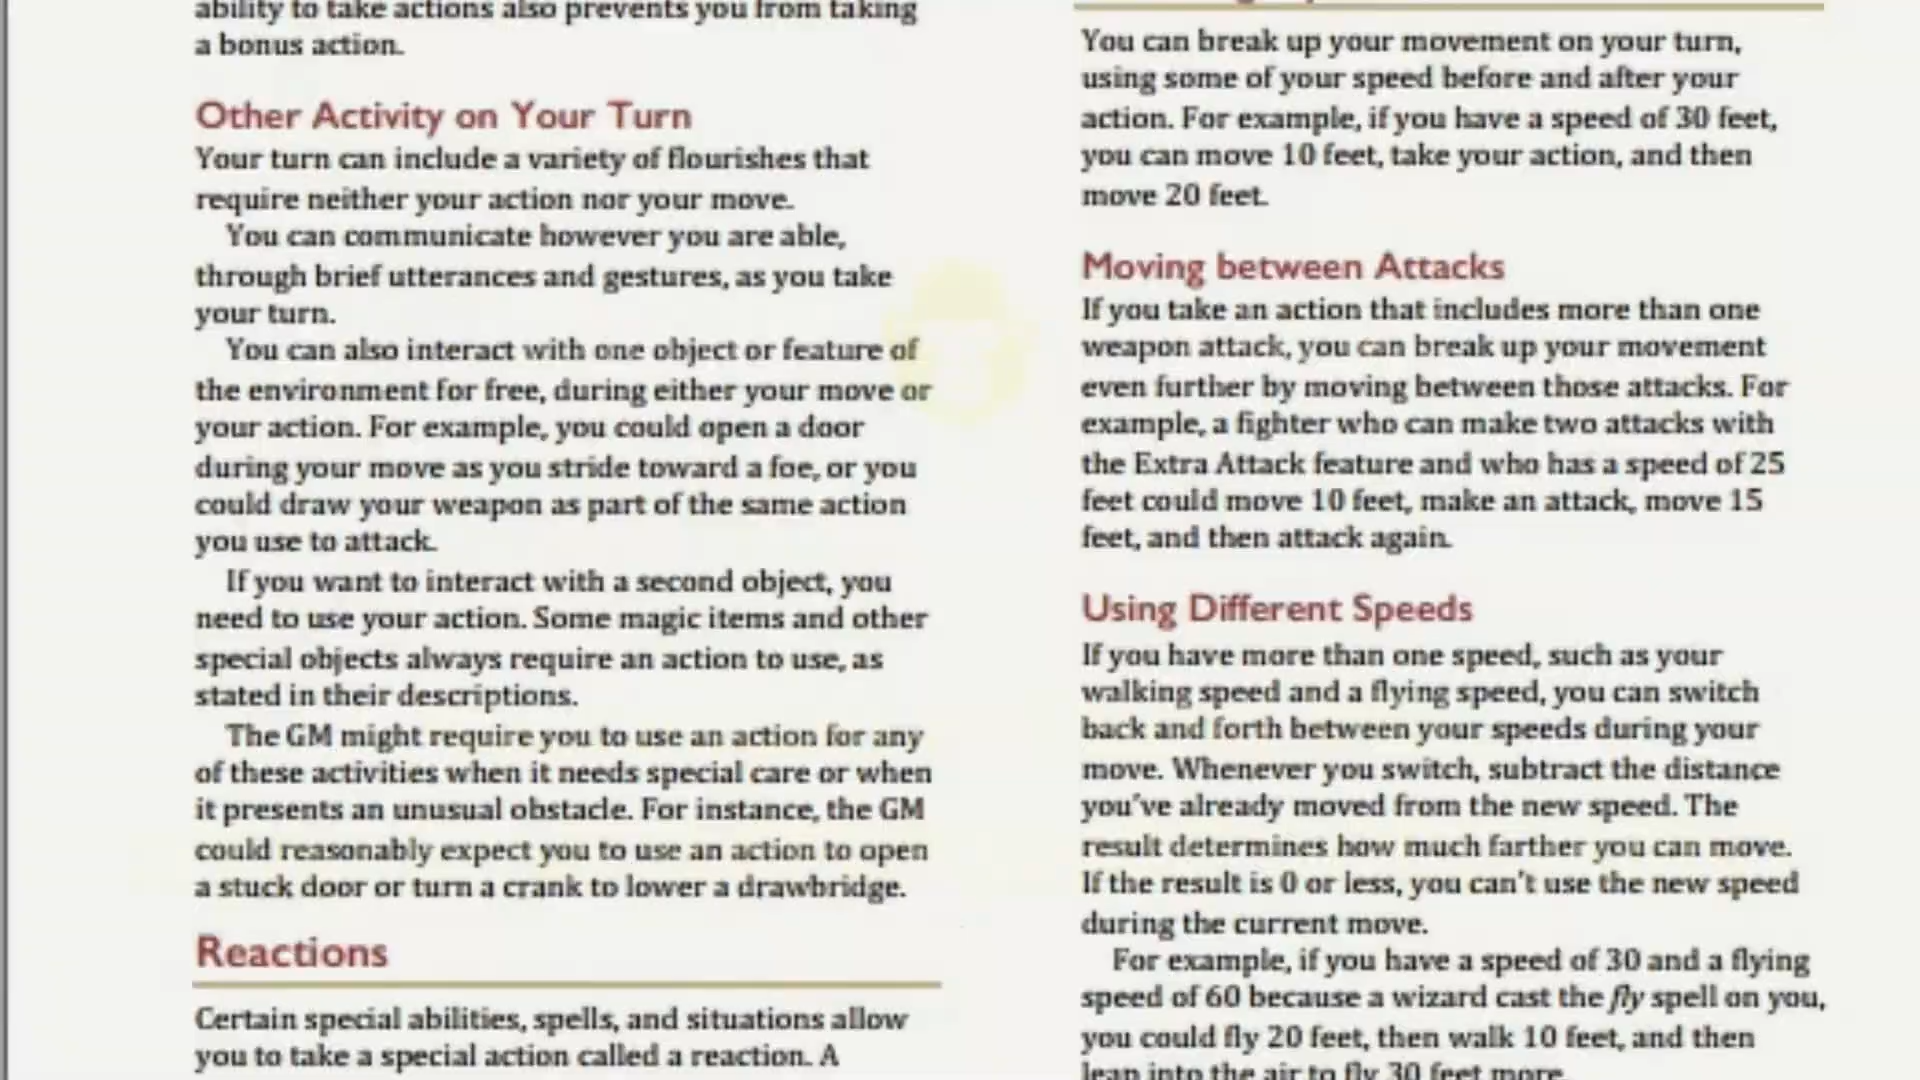 ability to take actions also prevents you from taking
a bonus action.
Other Activity on Your Turn
Your turn can include a variety of flourishes that
require neither your action nor your move.
You can communicate however you are able,
through brief utterances and gestures, as you take
your turn.
You can also interact with one object or feature of
the environment for free, during either your move or
your action. For example, you could open a door
during your move as you stride toward a foe, or you
could draw your weapon as part of the same action
you use to attack.
If you want to interact with a second object, you
need to use your action. Some magic items and other
special objects always require an action to use, as
stated in their descriptions.
The GM might require you to use an action for any
of these activities when it needs special care or when
it presents an unusual obstacle. For instance, the GM
could reasonably expect you to use an action to open
a stuck door or turn a crank to lower a drawbridge.
Reactions
Certain special abilities, spells, and situations allow
you to take a special action called a reaction. A
You can break up your movement on your turn,
using some of your speed before and after your
action. For example, if you have a speed of 30 feet,
you can move 10 feet, take your action, and then
move 20 feet.
Moving between Attacks
If you take an action that includes more than one
weapon attack, you can break up your movement
even further by moving between those attacks. For
example, a fighter who can make two attacks with
the Extra Attack feature and who has a speed of 25
feet could move 10 feet, make an attack, move 15
feet, and then attack again.
Using Different Speeds
If you have more than one speed, such as your
walking speed and a flying speed, you can switch
back and forth between your speeds during your
move. Whenever you switch, subtract the distance
you've already moved from the new speed. The
result determines how much farther you can move.
If the result is 0 or less, you can't use the new speed
during the current move.
For example, if you have a speed of 30 and a flying
speed of 60 because a wizard cast the fly spell on you,
you could fly 20 feet, then walk 10 feet, and then
leap into the air to fly 30 feet more.